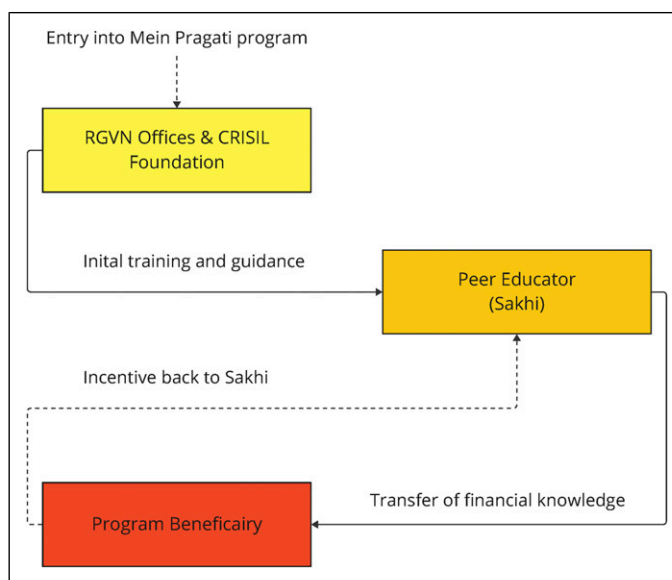 Entry into Mein Pragati program
RGVN Offices & CRISIL
Foundation
Inital training and guidance
Peer Educator
(Sakhi)
Incentive back to Sakhi
Transfer of financial knowledge
Program Beneficairy